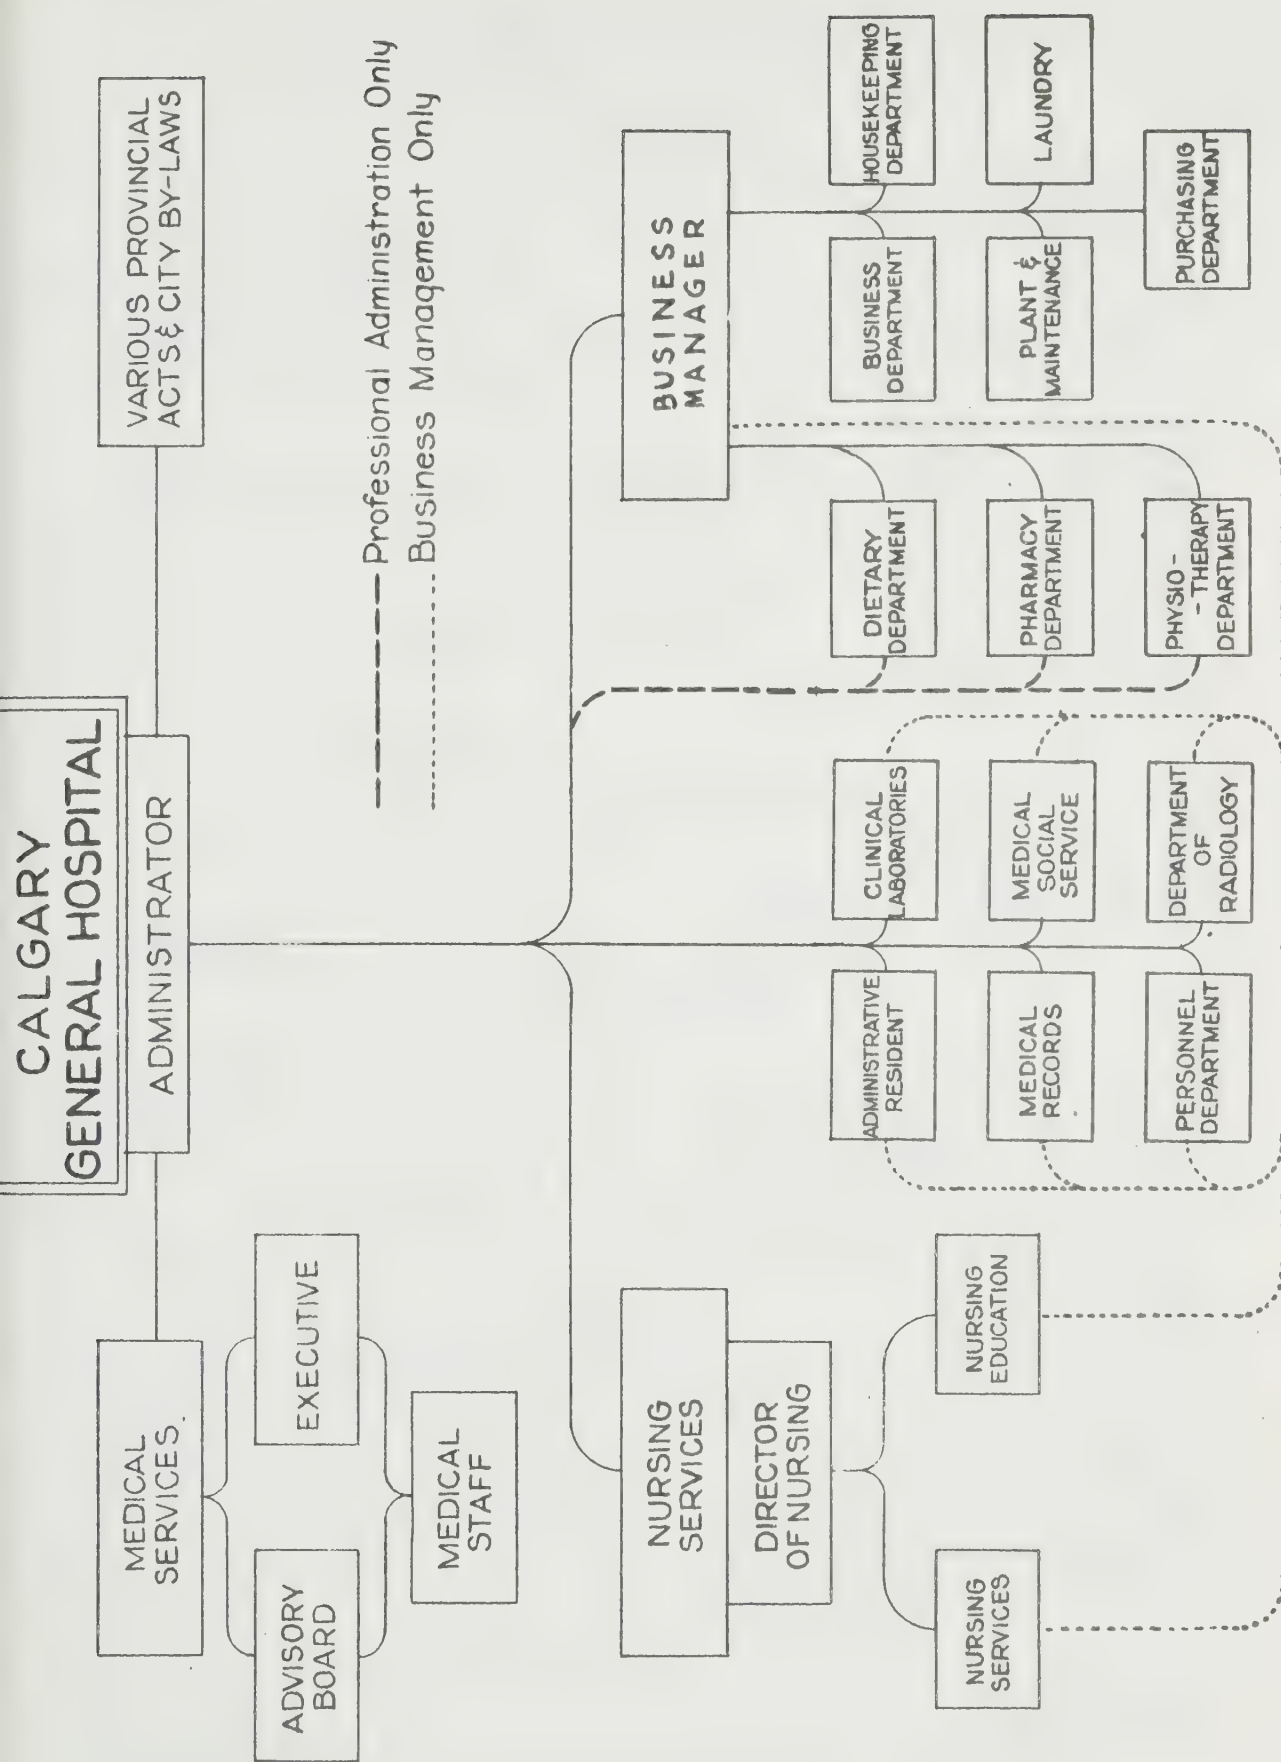 CALGARY
GENERAL HOSPITAL
ADMINISTRATOR
MEDICAL
SERVICES
VARIOUS PROVINCIAL
ACTS & CITY BY-LAWS
ADVISORY
BOARD
EXECUTIVE
MEDICAL
STAFF
Professional Administration Only
Business Management Only
NURSING
SERVICES
DIRECTOR
OF NURSING
NURSING
SERVICES
NURSING
EDUCATION
BUSINESS
MANAGER
ADMINISTRATIVE
RESIDENT
CLINICAL
LABORATORIES
MEDICAL
RECORDS
MEDICAL
SOCIAL
SERVICE
PERSONNEL
DEPARTMENT
DEPARTMENT
OF
RADIOLOGY
DIETARY
DEPARTMENT
PHARMACY
DEPARTMENT
PHYSIO-
-THERAPY
DEPARTMENT
BUSINESS
DEPARTMENT
HOUSEKEEPING
DEPARTMENT
PLANT &
MAINTENANCE
LAUNDRY
PURCHASING
DEPARTMENT